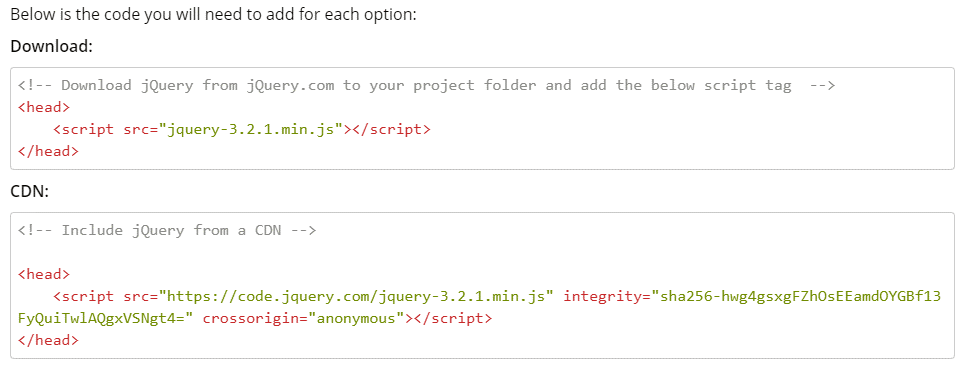 Below is the code you will need to add for each option:
Download:
<!-- Download jQuery from jQuery.com to your project folder and add the below script tag  -->
<head>
    <script src="jquery-3.2.1.min.js"></script>
</head>
CDN:
<!-- Include jQuery from a CDN -->
<head>
    <script src="https://code.jquery.com/jquery-3.2.1.min.js" integrity="sha256-hwg4gsxgFZhOsEEamdOYGBf13
FyQuiTwlAQgxVSNgt4=" crossorigin="anonymous"></script>
</head>